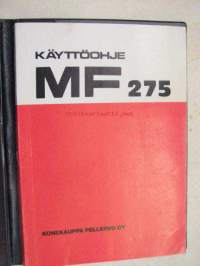 KÄYTTÖOHJE
MF 275
KONEKAUPPA PELLERVO OY